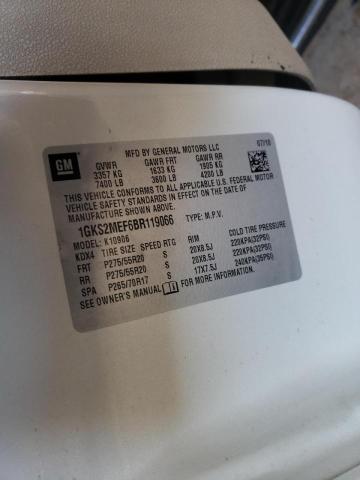 GM
MFD BY GENERAL MOTORS LLC
07/10
GVWR GAWR FRT GAWR RR
3357 KG 1633 KG 1905 KG
7400 LB 3600 LB 4200 LB
THIS VEHICLE CONFORMS TO ALL APPLICABLE U.S. FEDERAL MOTOR
VEHICLE SAFETY STANDARDS IN EFFECT ON THE DATE OF
MANUFACTURE SHOWN ABOVE.
1GKS2MEF6BR119066 TYPE: M.P.V.
MODEL: K10906
KDX4 TIRE SIZE SPEED RTG RIM COLD TIRE PRESSURE
FRT P275/55R20 S 20X8.5J 220KPA(32PSI)
RR P275/55R20 S 20X8.5J 220KPA(32PSI)
SPA P265/70R17 17X7.5J 240KPA(35PSI)
SEE OWNER'S MANUAL FOR MORE INFORMATION.